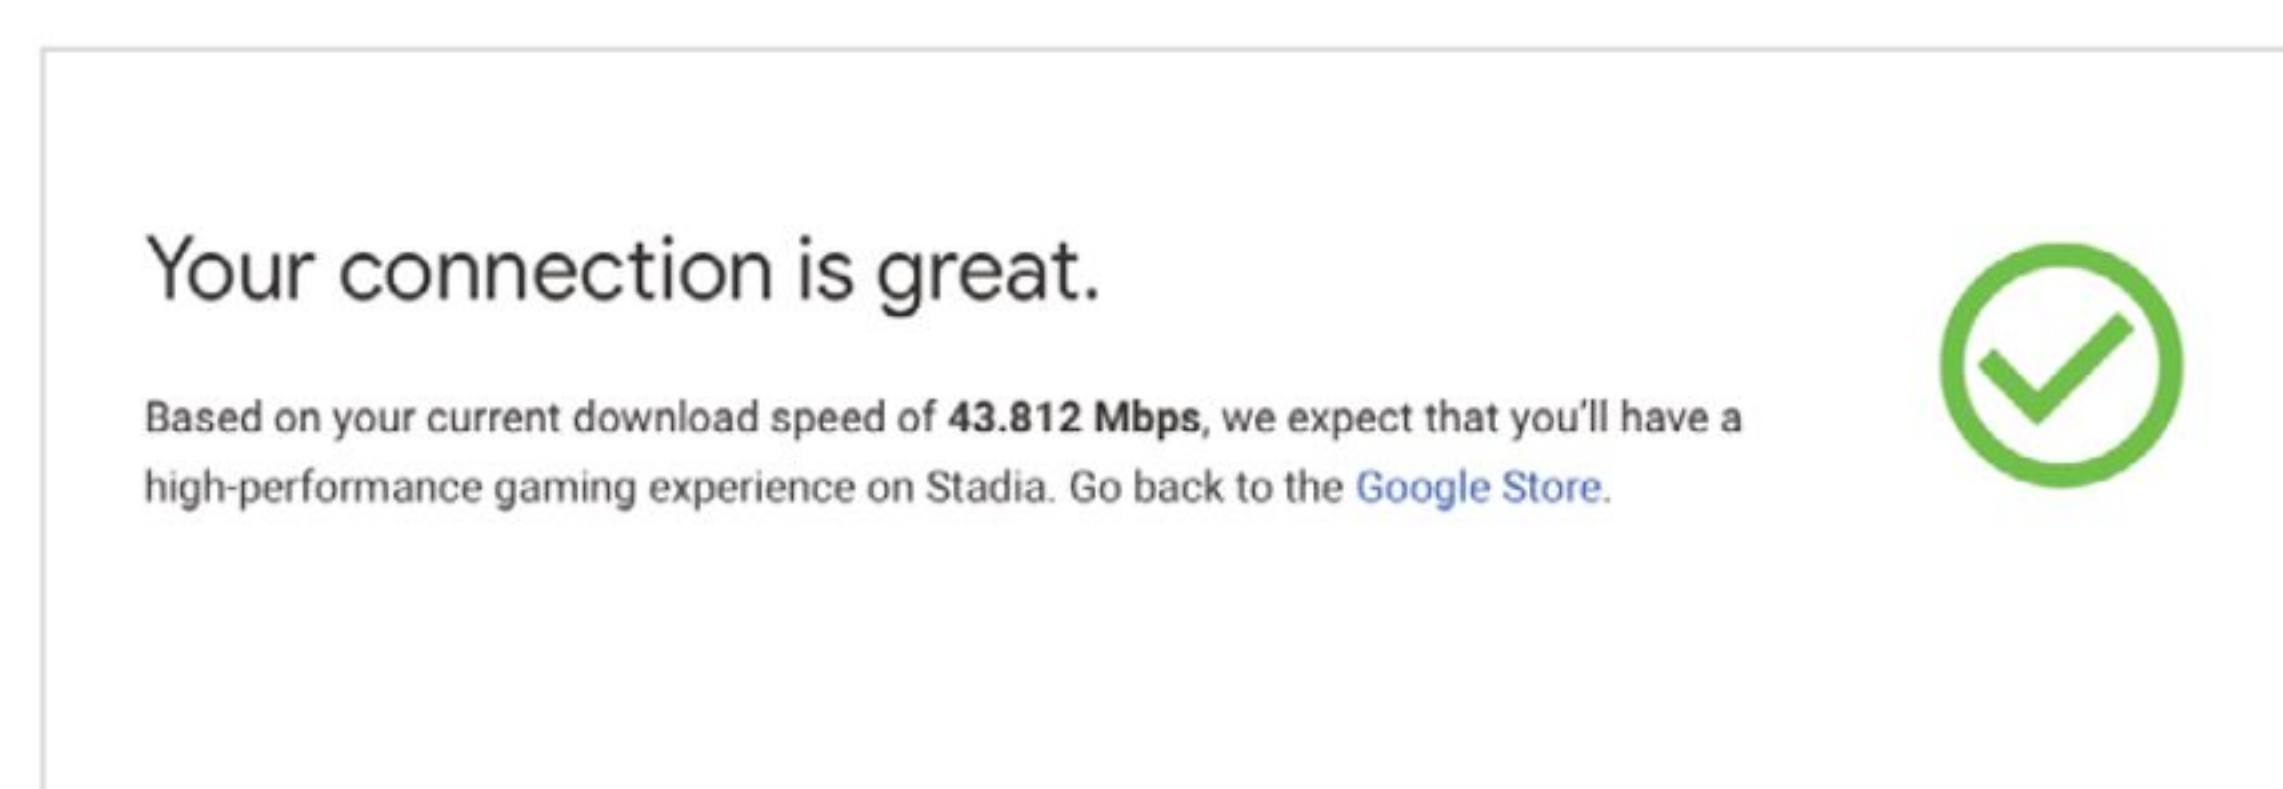 Your connection is great.
Based on your current download speed of 43.812 Mbps, we expect that you'll have a
high-performance gaming experience on Stadia. Go back to the Google Store.